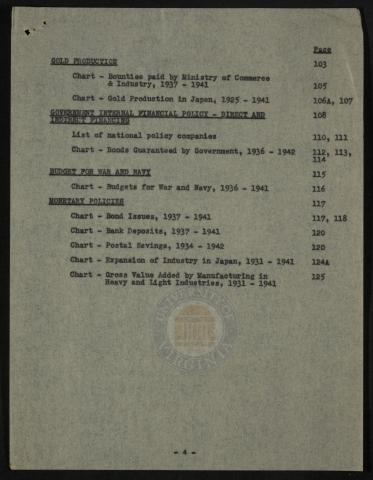 Page
GOLD PRODUCTION 103
Chart - Bounties paid by Ministry of Commerce
& Industry, 1937 - 1941 105
Chart - Gold Production in Japan, 1925 - 1941 106A, 107
GOVERNMENT INTERNAL FINANCIAL POLICY - DIRECT AND 108
INDIRECT FINANCING
List of national policy companies 110, 111
Chart - Bonds Guaranteed by Government, 1936 - 1942 112, 113,
114
BUDGET FOR WAR AND NAVY 115
Chart - Budgets for War and Navy, 1936 - 1941 116
MONETARY POLICIES 117
Chart - Bond Issues, 1937 - 1941 117, 118
Chart - Bank Deposits, 1937 - 1941 120
Chart - Postal Savings, 1934 - 1942 120
Chart - Expansion of Industry in Japan, 1931 - 1941 124A
Chart - Gross Value Added by Manufacturing in 125
Heavy and Light Industries, 1931 - 1941
UNIVERSITY OF VIRGINIA
- 4 -